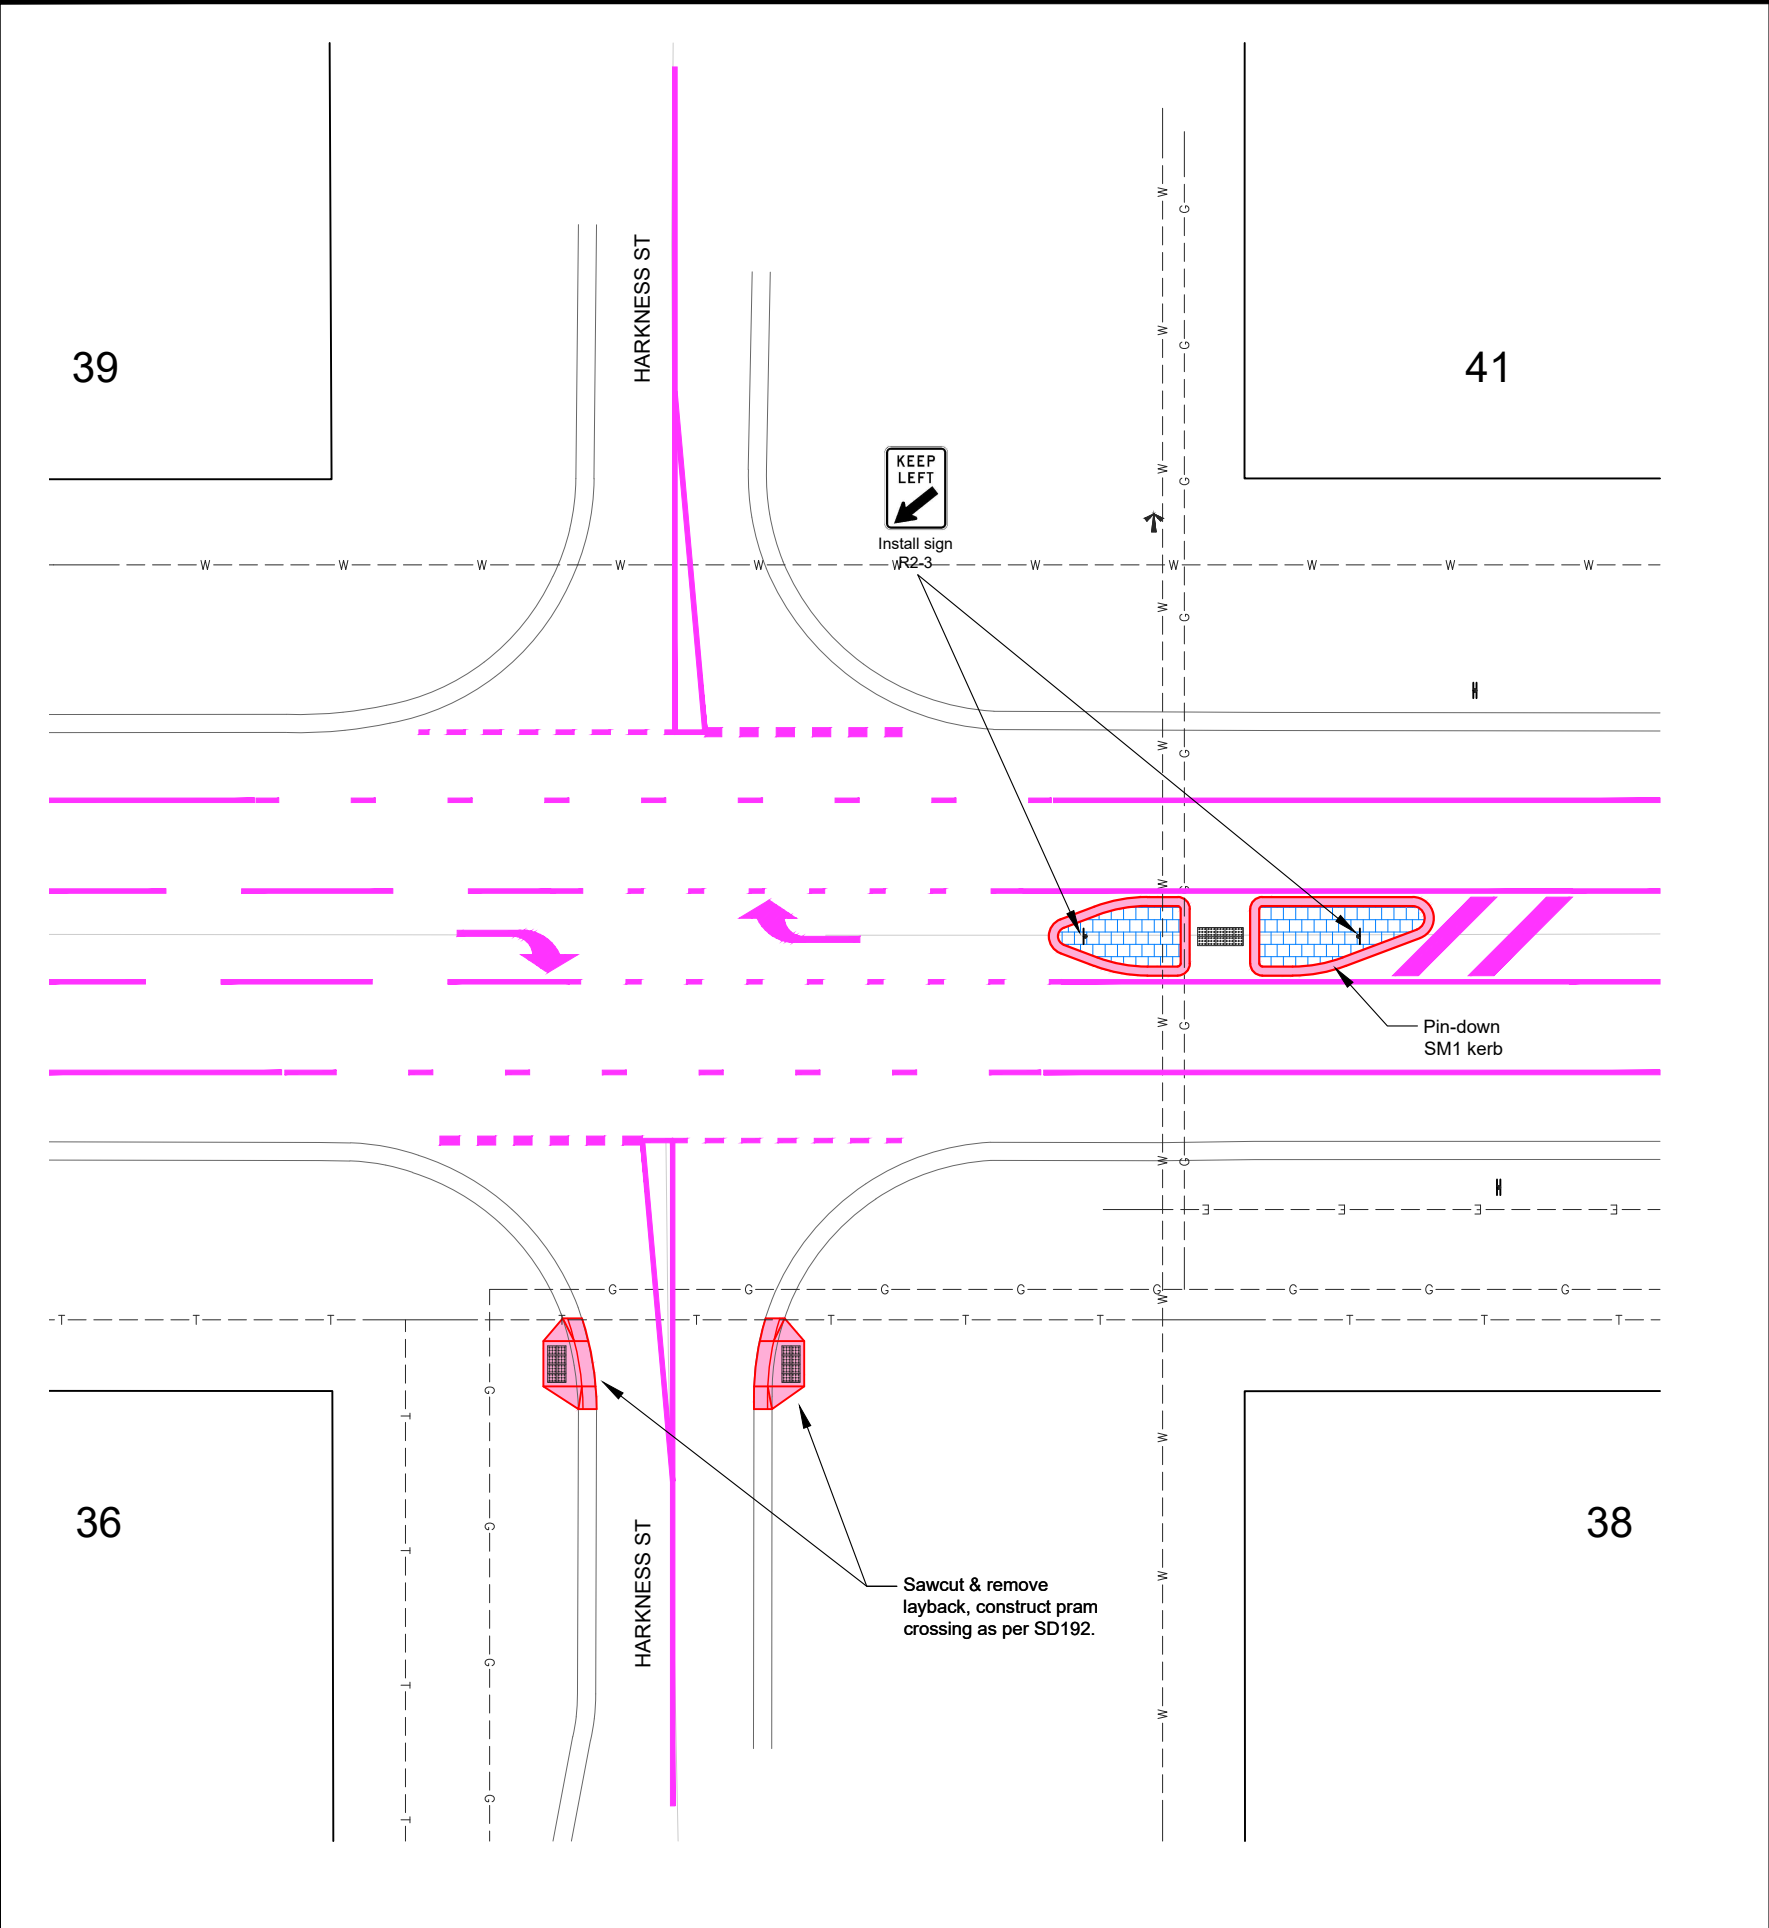 HARKNESS ST
39
41
KEEP
LEFT
Install sign
R2-3
W W W W W W W W W W W
W
W
W
W
W
W
W
W
W
W
W
W
G
G
G
G
G
G
G
G
Pin-down
SM1 kerb
E E E E
G G G G G G G G
T T T T T T T T T
G
G
G
G
T
T
T
T
36
38
HARKNESS ST
Sawcut & remove
layback, construct pram
crossing as per SD192.